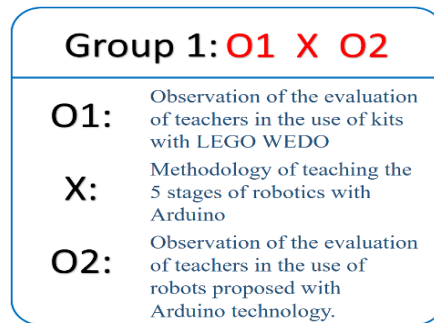 Group 1: O1 X O2
O1: Observation of the evaluation
of teachers in the use of kits
with LEGO WEDO
X: Methodology of teaching the
5 stages of robotics with
Arduino
O2: Observation of the evaluation
of teachers in the use of
robots proposed with
Arduino technology.